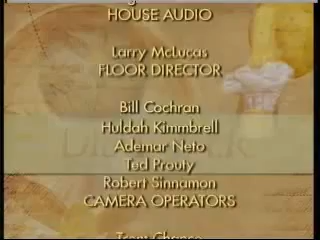 HOUSE AUDIO
Larry McLucas
FLOOR DIRECTOR
Bill Cochran
Huldah Kimmbrell
Ademar Neto
Ted Prouty
Robert Sinnamon
CAMERA OPERATORS